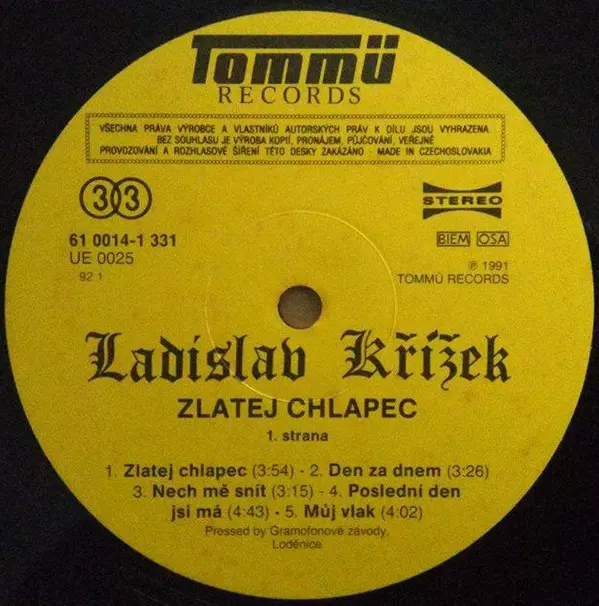 Tommü
RECORDS
VŠECHNA PRÁVA VÝROBCE A VLASTNÍKŮ AUTORSKÝCH PRÁV K DÍLU JSOU VYHRAZENA.
BEZ SOUHLASU JE VÝROBA KOPIÍ, PRONÁJEM, PŮJČOVÁNÍ, VEŘEJNÉ
PROVOZOVÁNÍ A ROZHLASOVÉ ŠÍŘENÍ TÉTO DESKY ZAKÁZÁNO - MADE IN CZECHOSLOVAKIA
33
STEREO
61 0014-1 331
BIEM OSA
UE 0025
℗ 1991
92 1
TOMMÜ RECORDS
Ladislav Křížek
ZLATEJ CHLAPEC
1. strana
1. Zlatej chlapec (3:54) - 2. Den za dnem (3:26)
3. Nech mě snít (3:15) - 4. Poslední den
jsi má (4:43) - 5. Můj vlak (4:02)
Pressed by Gramofonové závody,
Loděnice